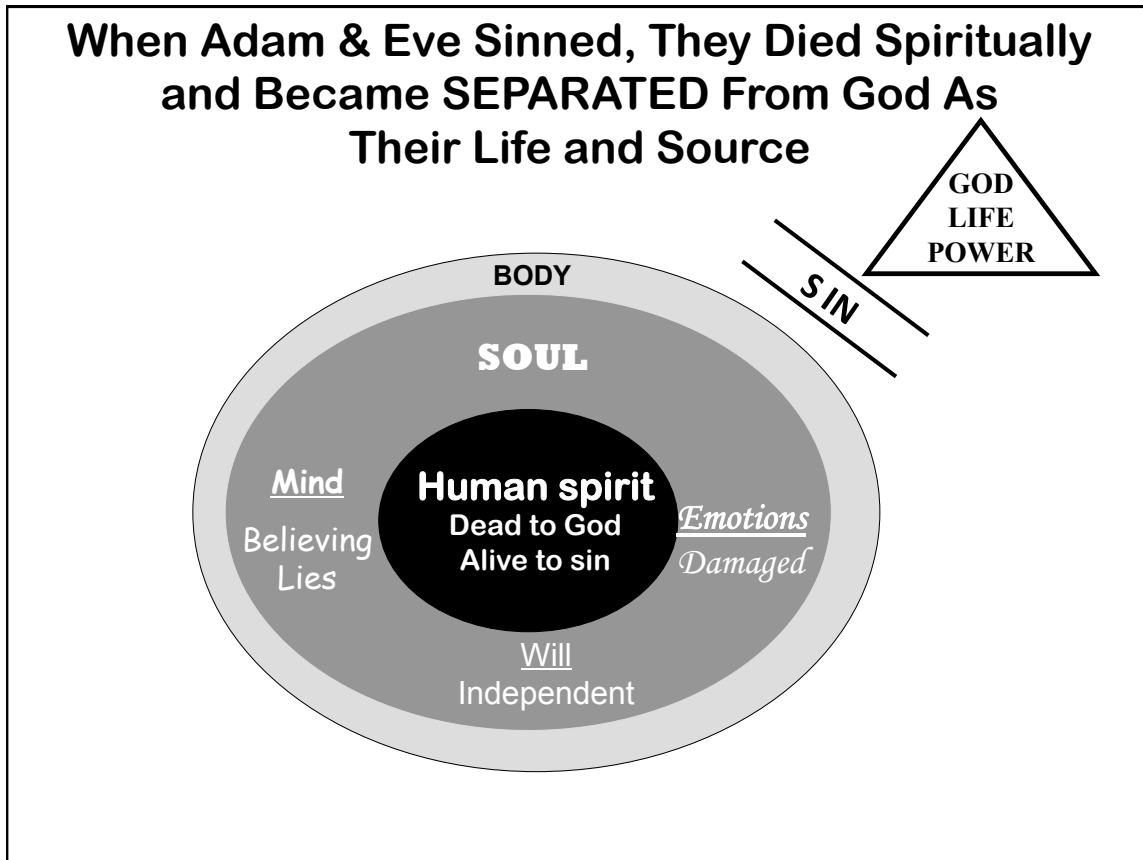 When Adam & Eve Sinned, They Died Spiritually
and Became SEPARATED From God As
Their Life and Source
GOD
LIFE
POWER
SIN
BODY
SOUL
Mind
Believing
Lies
Human spirit
Dead to God
Alive to sin
Emotions
Damaged
Will
Independent